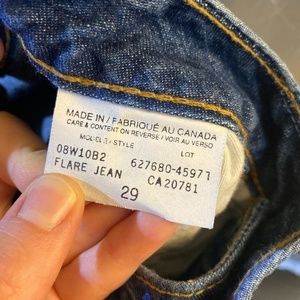 MADE IN / FABRIQUÉ AU CANADA
CARE & CONTENT ON REVERSE / VOIR AU VERSO
MODEL E - STYLE LOT
08W10B2 627680-45971
FLARE JEAN CA20781
29